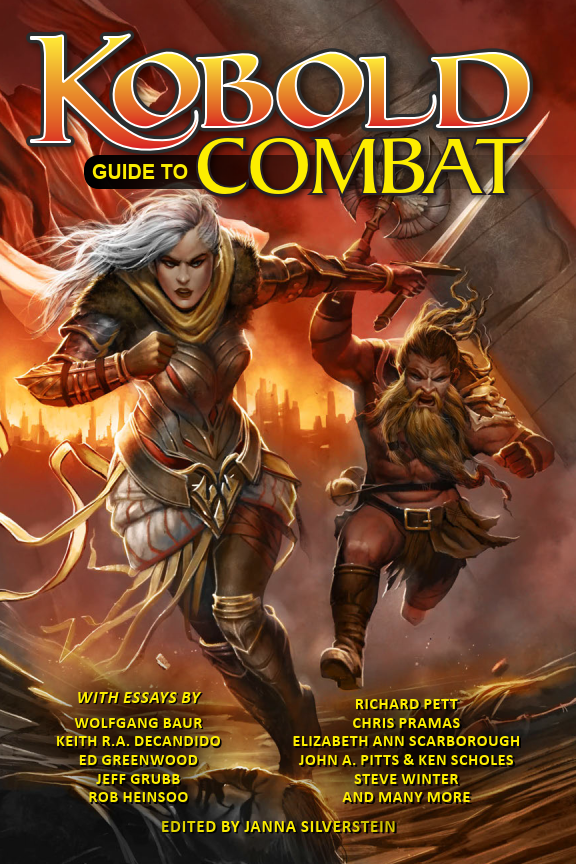 KOBOLD
GUIDE TO COMBAT
WITH ESSAYS BY
WOLFGANG BAUR
KEITH R.A. DECANDIDO
ED GREENWOOD
JEFF GRUBB
ROB HEINSOO
RICHARD PETT
CHRIS PRAMAS
ELIZABETH ANN SCARBOROUGH
JOHN A. PITTS & KEN SCHOLES
STEVE WINTER
AND MANY MORE
EDITED BY JANNA SILVERSTEIN